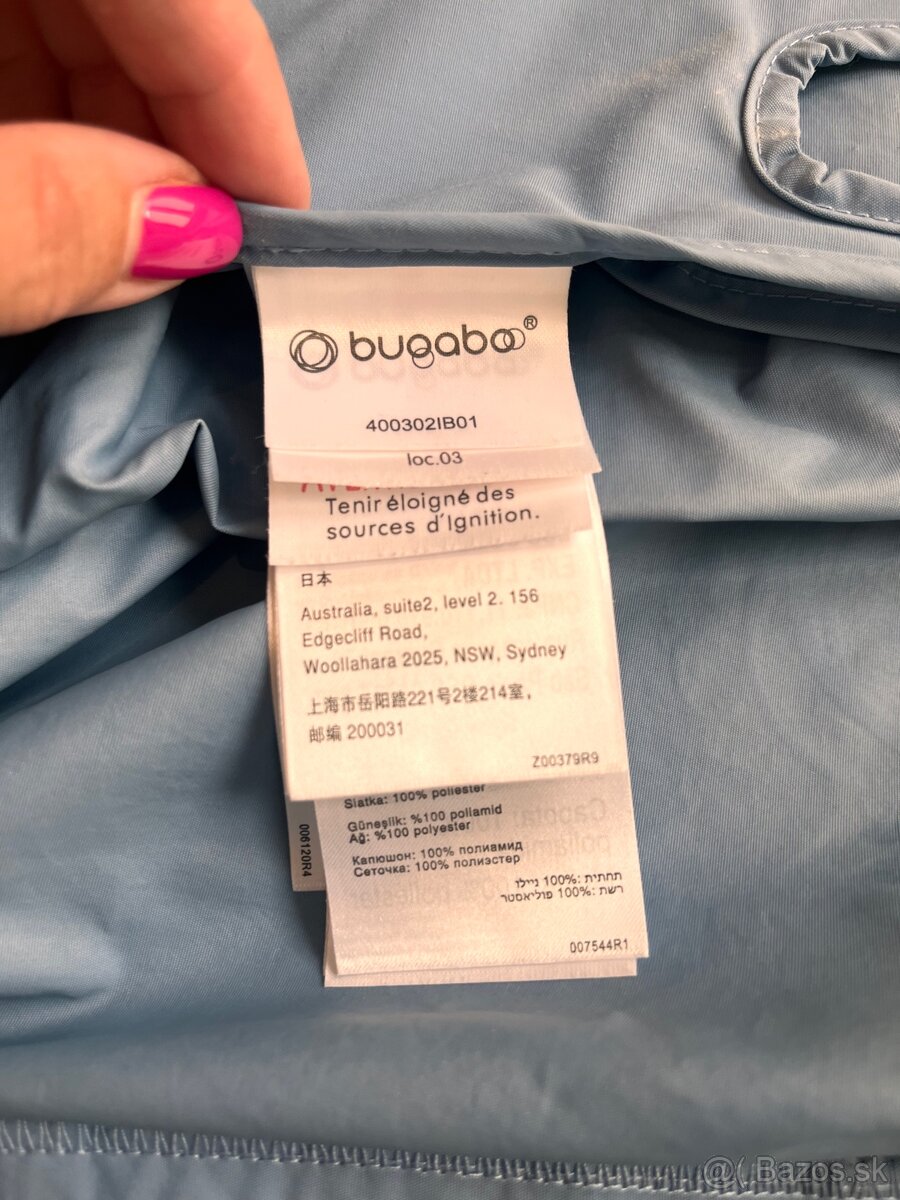 bugaboo®
400302IB01
loc.03
Tenir éloigné des
sources d'Ignition.
日本
Australia, suite2, level 2. 156
Edgecliff Road,
Woollahara 2025, NSW, Sydney
上海市岳阳路221号2楼214室，
邮编 200031
Z00379R9
Siatka: 100% poliester
Güneşlik: %100 poliamid
Ağ: %100 polyester
Капюшон: 100% полиамид
Сеточка: 100% полиэстер
תחתית: 100% ניילון
רשת: 100% פוליאסטר
007544R1
006120R4
@( Bazos.sk